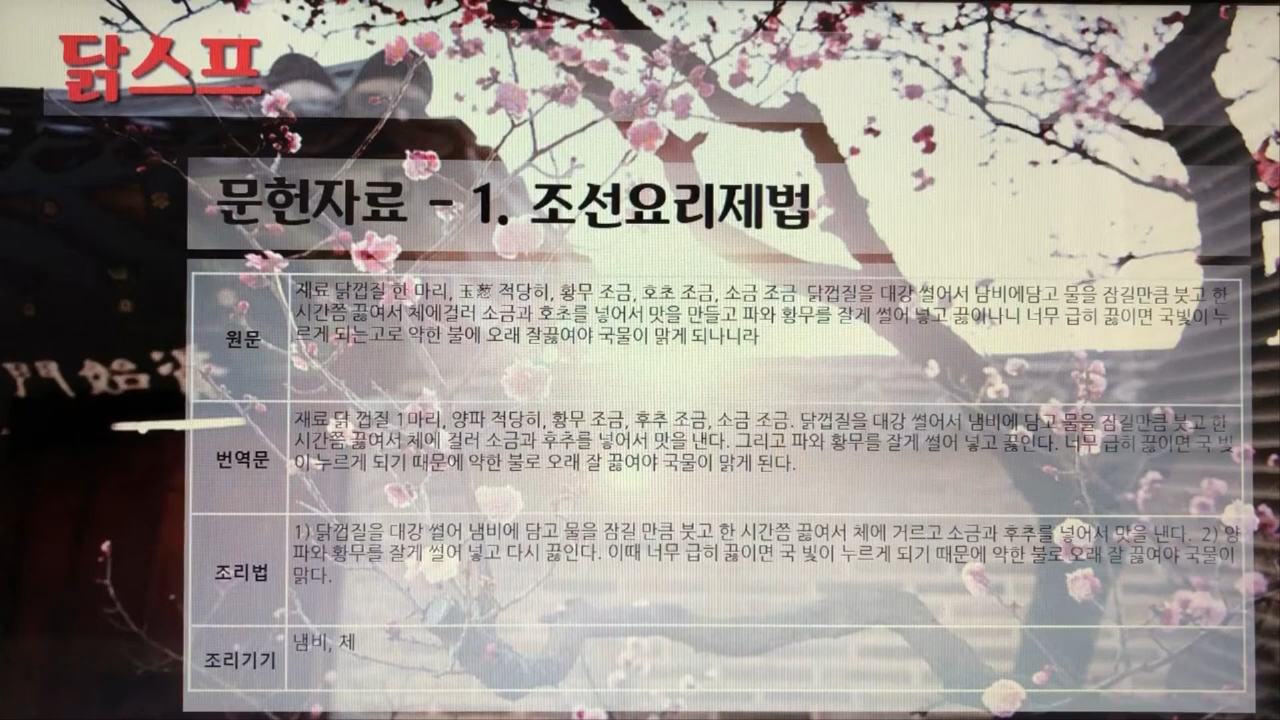 닭스프
문헌자료 - 1. 조선요리제법
원문
재료 닭껍질 한 마리, 玉葱 적당히, 황무 조금, 호초 조금, 소금 조금 닭껍질을 대강 썰어서 남비에담고 물을 잠길만큼 붓고 한
시간쯤 끓여서 체에걸러 소금과 호초를 넣어서 맛을 만들고 파와 황무를 잘게 썰어 넣고 끓이나니 너무 급히 끓이면 국빛이 누
르게 되는고로 약한 불에 오래 잘끓여야 국물이 맑게 되나니라
번역문
재료 닭 껍질 1마리, 양파 적당히, 황무 조금, 후추 조금, 소금 조금. 닭껍질을 대강 썰어서 냄비에 담고 물을 잠길만큼 붓고 한
시간쯤 끓여서 체에 걸러 소금과 후추를 넣어서 맛을 낸다. 그리고 파와 황무를 잘게 썰어 넣고 끓인다. 너무 급히 끓이면 국 빛
이 누르게 되기 때문에 약한 불로 오래 잘 끓여야 국물이 맑게 된다.
조리법
1) 닭껍질을 대강 썰어 냄비에 담고 물을 잠길 만큼 붓고 한 시간쯤 끓여서 체에 거르고 소금과 후추를 넣어서 맛을 낸다. 2) 양
파와 황무를 잘게 썰어 넣고 다시 끓인다. 이때 너무 급히 끓이면 국 빛이 누르게 되기 때문에 약한 불로 오래 잘 끓여야 국물이
맑다.
조리기기
냄비, 체